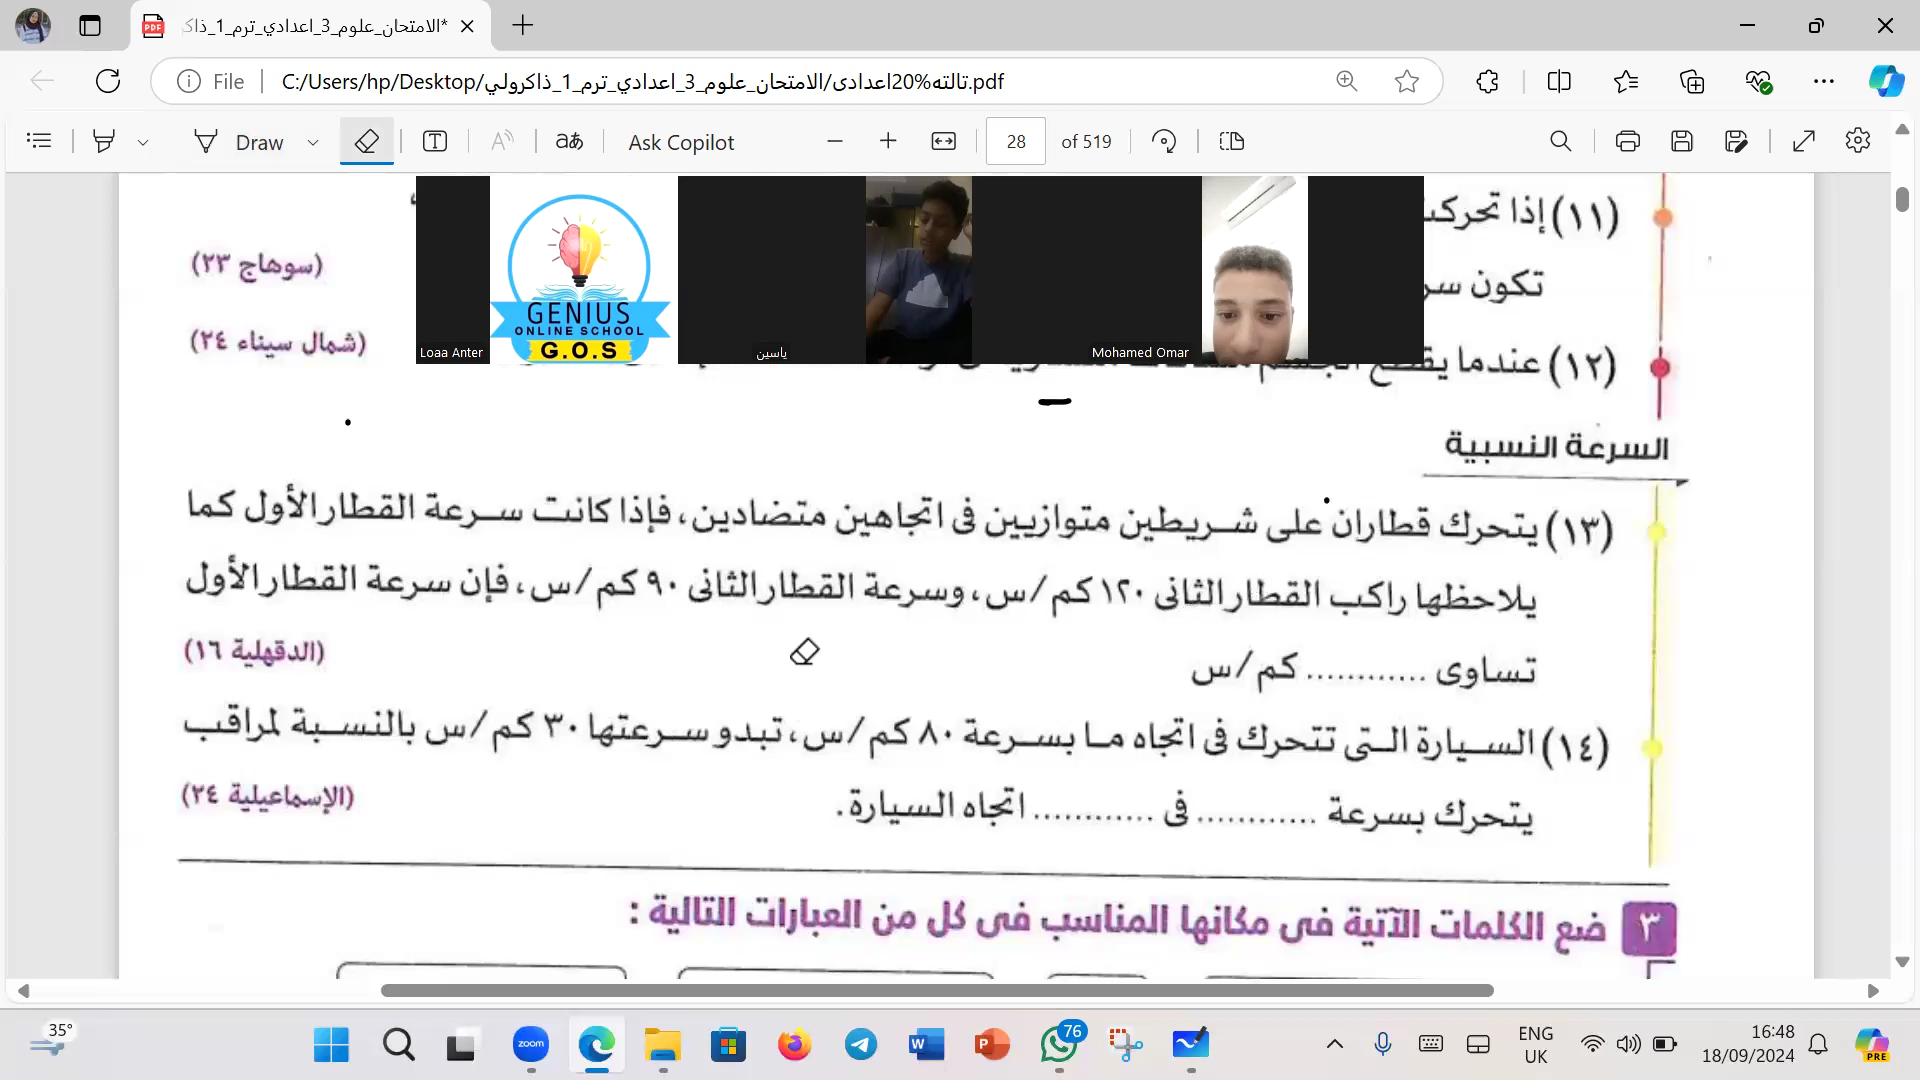 *الامتحان_علوم_3_اعدادي_ترم_1_ذاك
File
C:/Users/hp/Desktop/تالته%20اعدادى/الامتحان_علوم_3_اعدادي_ترم_1_ذاكرولي.pdf
Draw
Ask Copilot
28
of 519
(١١) إذا تحركت
تكون سر
(سوهاج ٢٣)
(شمال سيناء ٢٤)
Loaa Anter
GENIUS
ONLINE SCHOOL
G.O.S
ياسين
Mohamed Omar
(١٢) عندما يقطع الجسم
السرعة النسبية
(١٣) يتحرك قطاران على شريطين متوازيين فى اتجاهين متضادين، فإذا كانت سرعة القطار الأول كما
يلاحظها راكب القطار الثانى ١٢٠ كم/س، وسرعة القطار الثانى ٩٠ كم/س، فإن سرعة القطار الأول
تساوى ............ كم/س
(الدقهلية ١٦)
(١٤) السيارة التى تتحرك فى اتجاه ما بسرعة ٨٠ كم/س، تبدو سرعتها ٣٠ كم/س بالنسبة لمراقب
يتحرك بسرعة ............ فى ............ اتجاه السيارة.
(الإسماعيلية ٢٤)
٣ ضع الكلمات الآتية فى مكانها المناسب فى كل من العبارات التالية :
35°
zoom
76
ENG
UK
16:48
18/09/2024
PRE